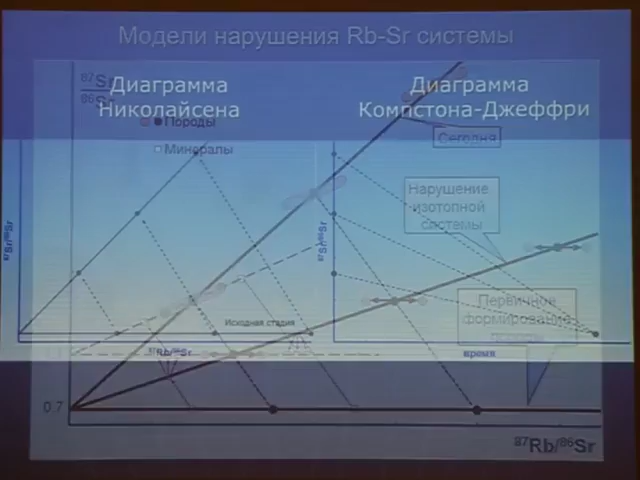 Модели нарушения Rb-Sr системы
87Sr
86Sr
Диаграмма
Николайсена
Диаграмма
Компстона-Джеффри
Породы
Минералы
Сегодня
Нарушение
изотопной
системы
87Sr/86Sr
87Sr/86Sr
Исходная стадия
Первичное
формирование
87Rb/86Sr
время
0.7
87Rb/86Sr